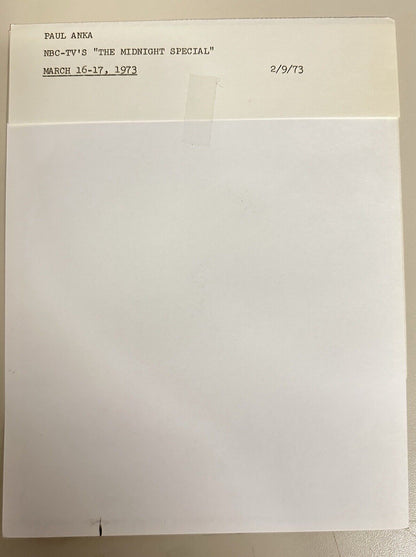 PAUL ANKA
NBC-TV'S "THE MIDNIGHT SPECIAL"
MARCH 16-17, 1973 2/9/73